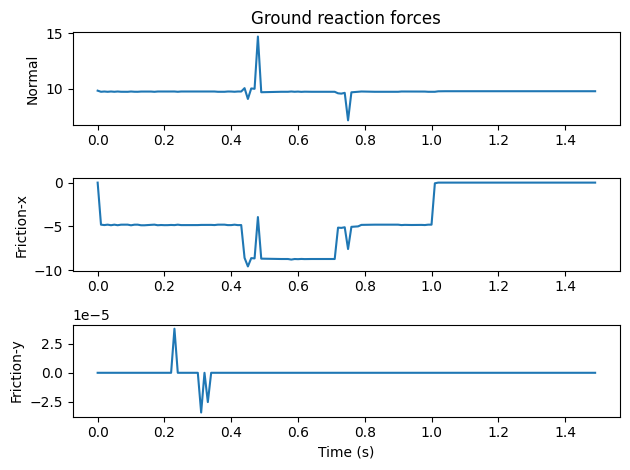 Ground reaction forces
Normal
15
10
0.0 0.2 0.4 0.6 0.8 1.0 1.2 1.4
Friction-x
0
−5
−10
0.0 0.2 0.4 0.6 0.8 1.0 1.2 1.4
1e−5
Friction-y
2.5
0.0
−2.5
0.0 0.2 0.4 0.6 0.8 1.0 1.2 1.4
Time (s)